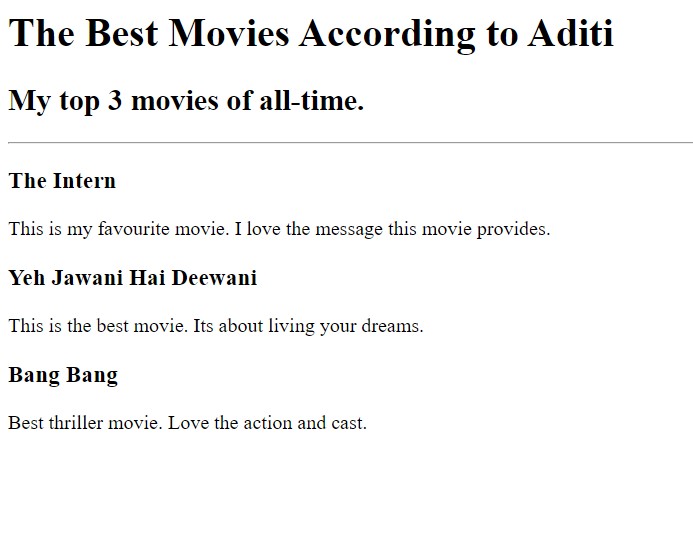 The Best Movies According to Aditi
My top 3 movies of all-time.
The Intern
This is my favourite movie. I love the message this movie provides.
Yeh Jawani Hai Deewani
This is the best movie. Its about living your dreams.
Bang Bang
Best thriller movie. Love the action and cast.